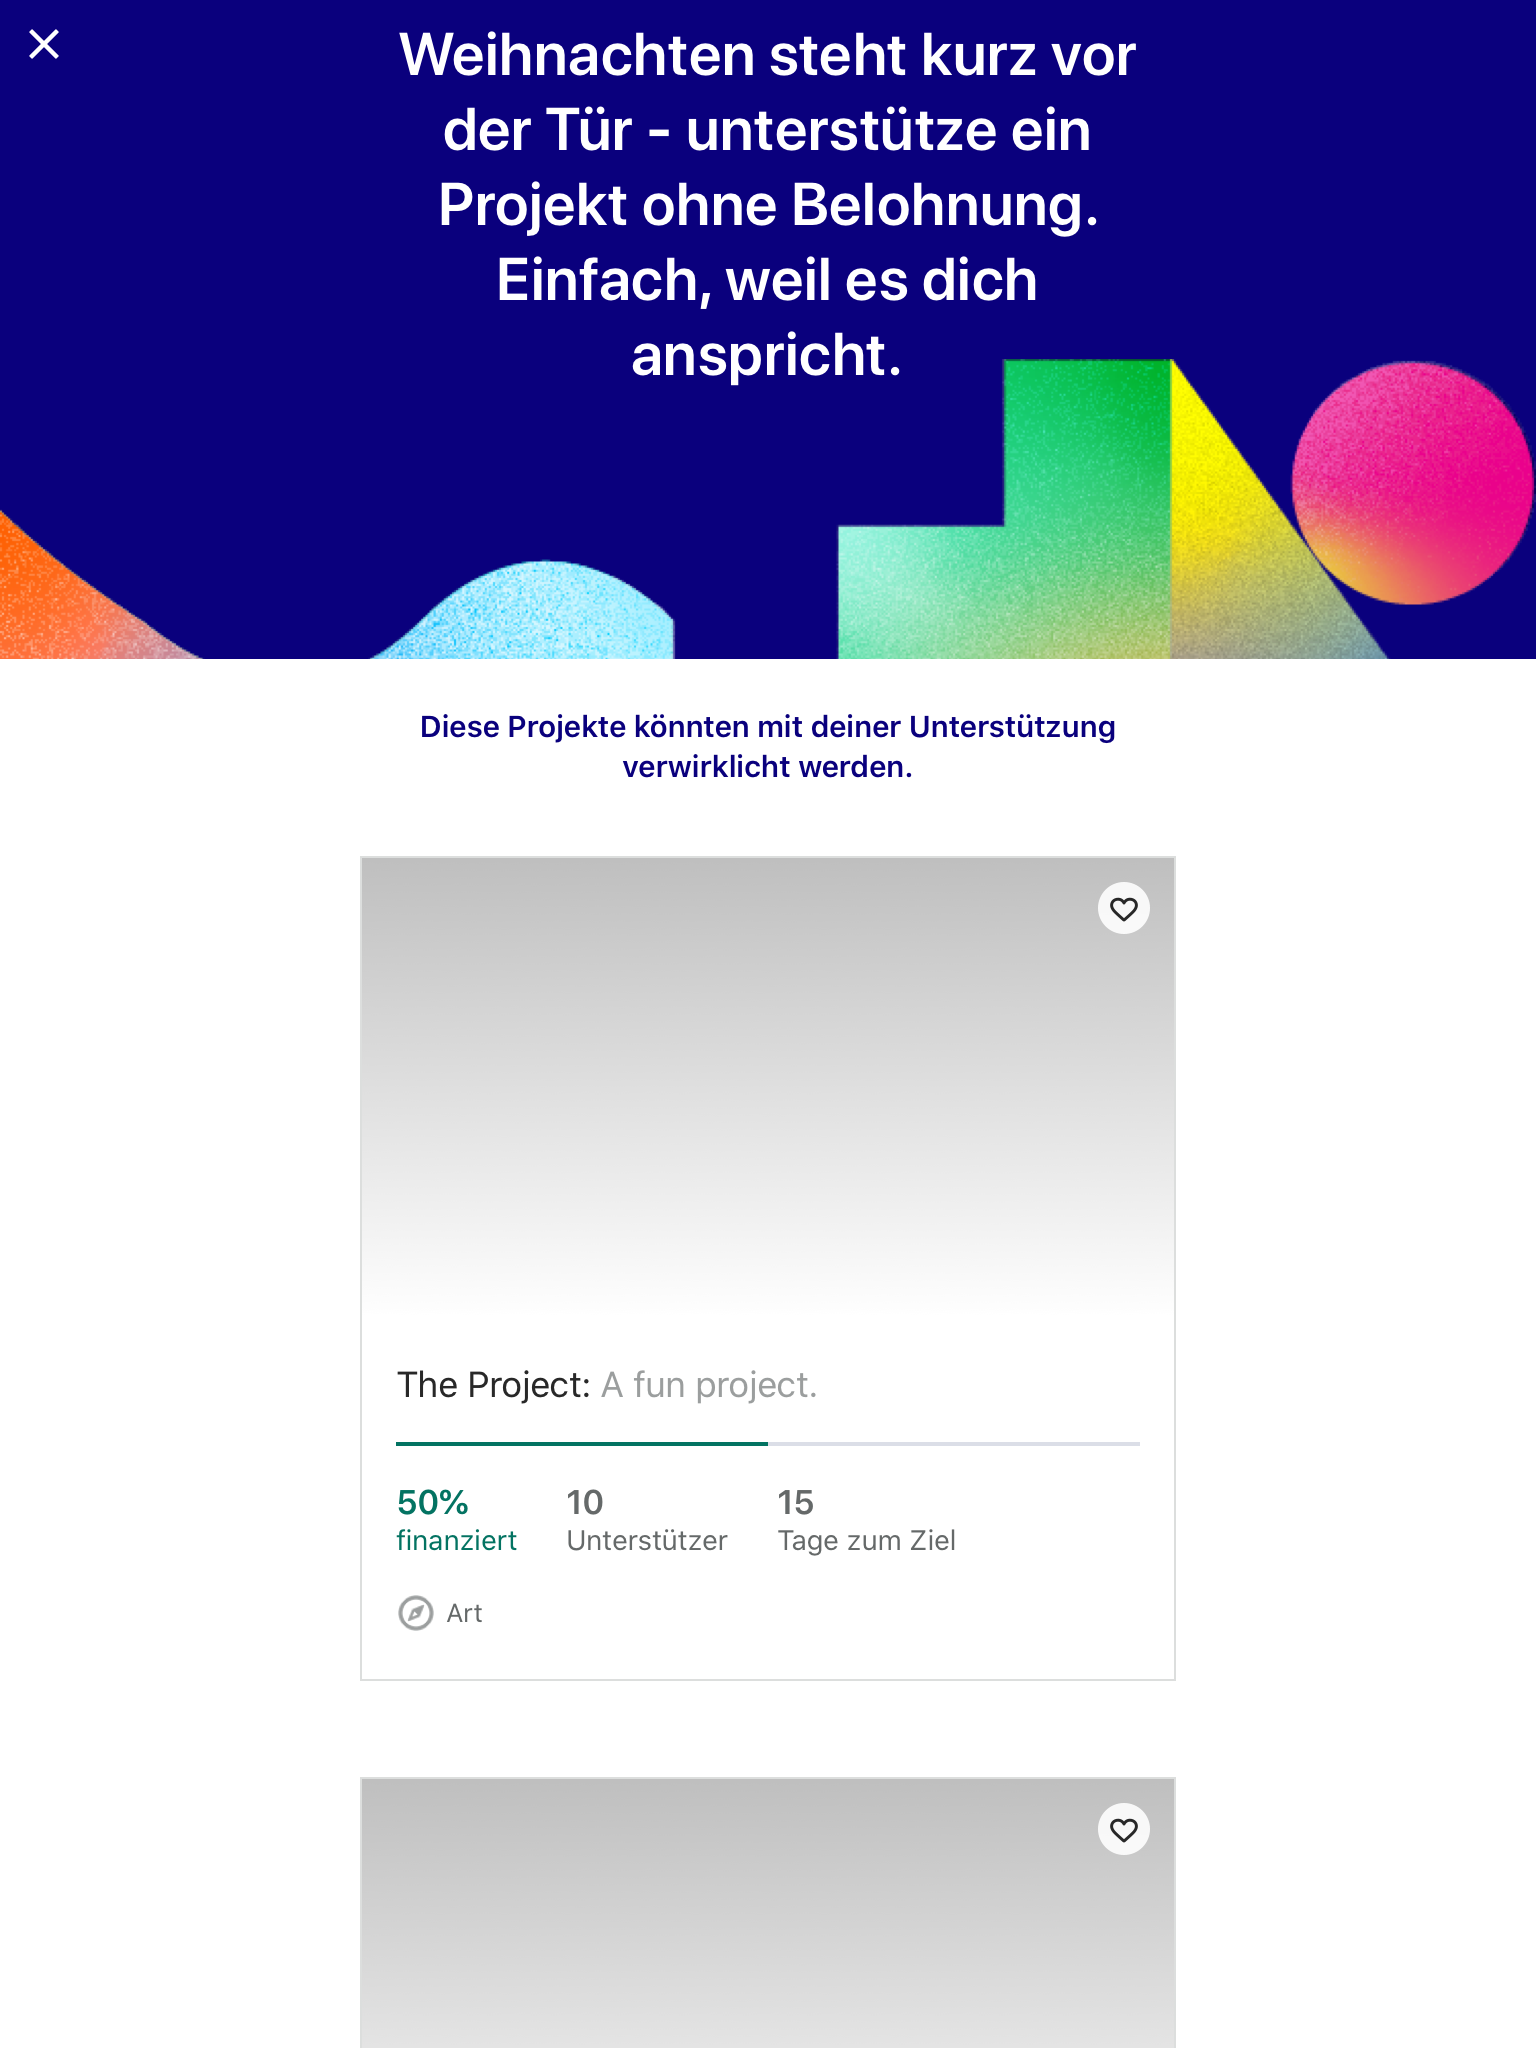 Weihnachten steht kurz vor
der Tür - unterstütze ein
Projekt ohne Belohnung.
Einfach, weil es dich
anspricht.
Diese Projekte könnten mit deiner Unterstützung
verwirklicht werden.
The Project: A fun project.
50% 10 15
finanziert Unterstützer Tage zum Ziel
Art